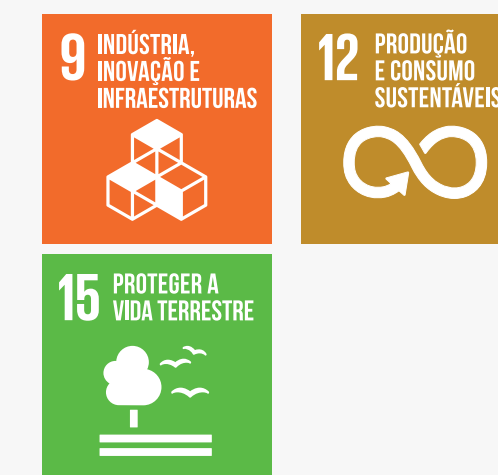 9 INDÚSTRIA,
INOVAÇÃO E
INFRAESTRUTURAS
12 PRODUÇÃO
E CONSUMO
SUSTENTÁVEIS
15 PROTEGER A
VIDA TERRESTRE